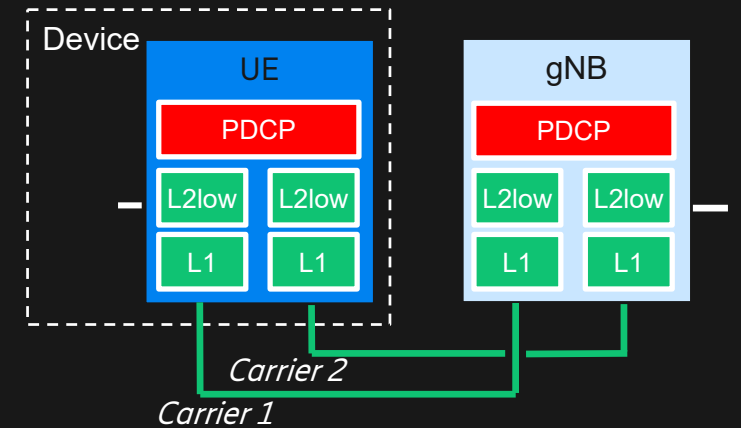 Device
UE
gNB
PDCP
PDCP
L2low
L2low
L2low
L2low
L1
L1
L1
L1
Carrier 2
Carrier 1